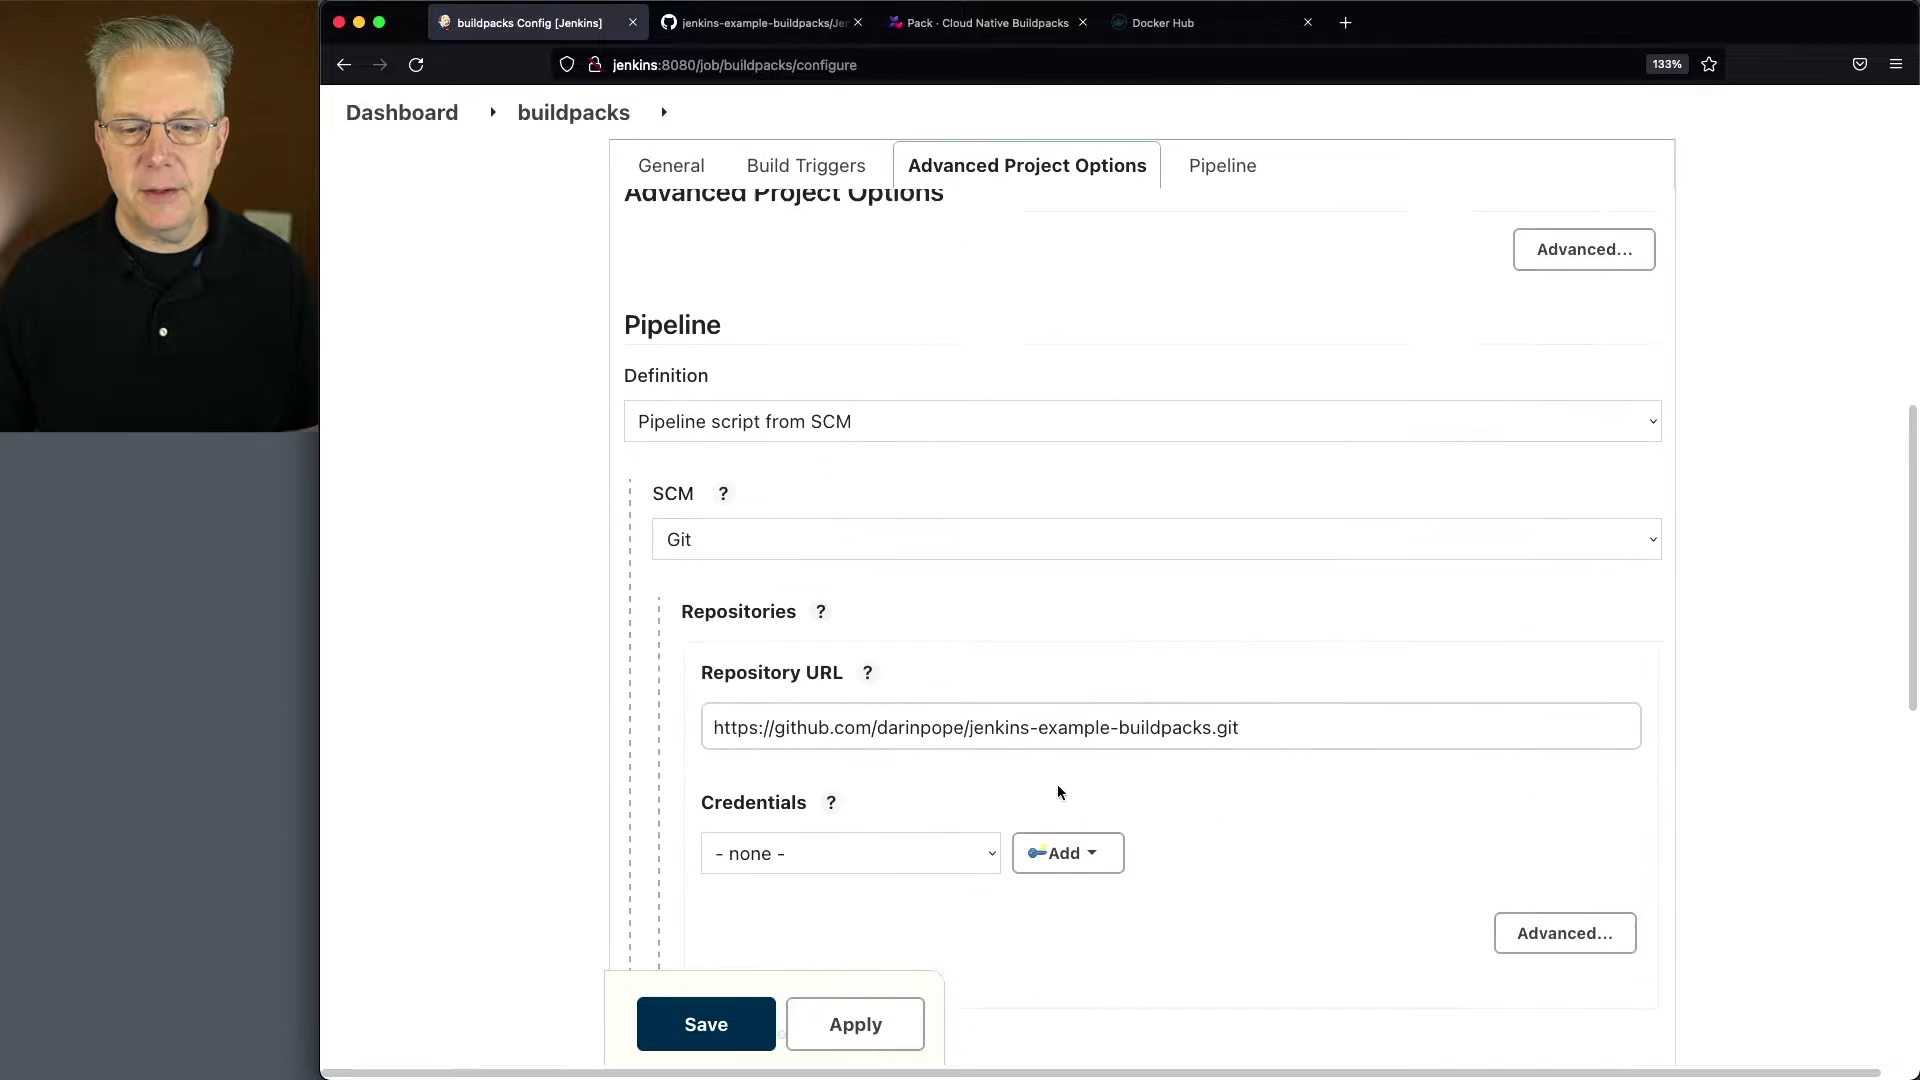 buildpacks Config [Jenkins]
jenkins-example-buildpacks/Je
Pack · Cloud Native Buildpacks
Docker Hub
jenkins:8080/job/buildpacks/configure
133%
Dashboard
buildpacks
General
Build Triggers
Advanced Project Options
Pipeline
Advanced Project Options
Advanced...
Pipeline
Definition
Pipeline script from SCM
SCM ?
Git
Repositories ?
Repository URL ?
https://github.com/darinpope/jenkins-example-buildpacks.git
Credentials ?
- none -
Add
Advanced...
Save
Apply